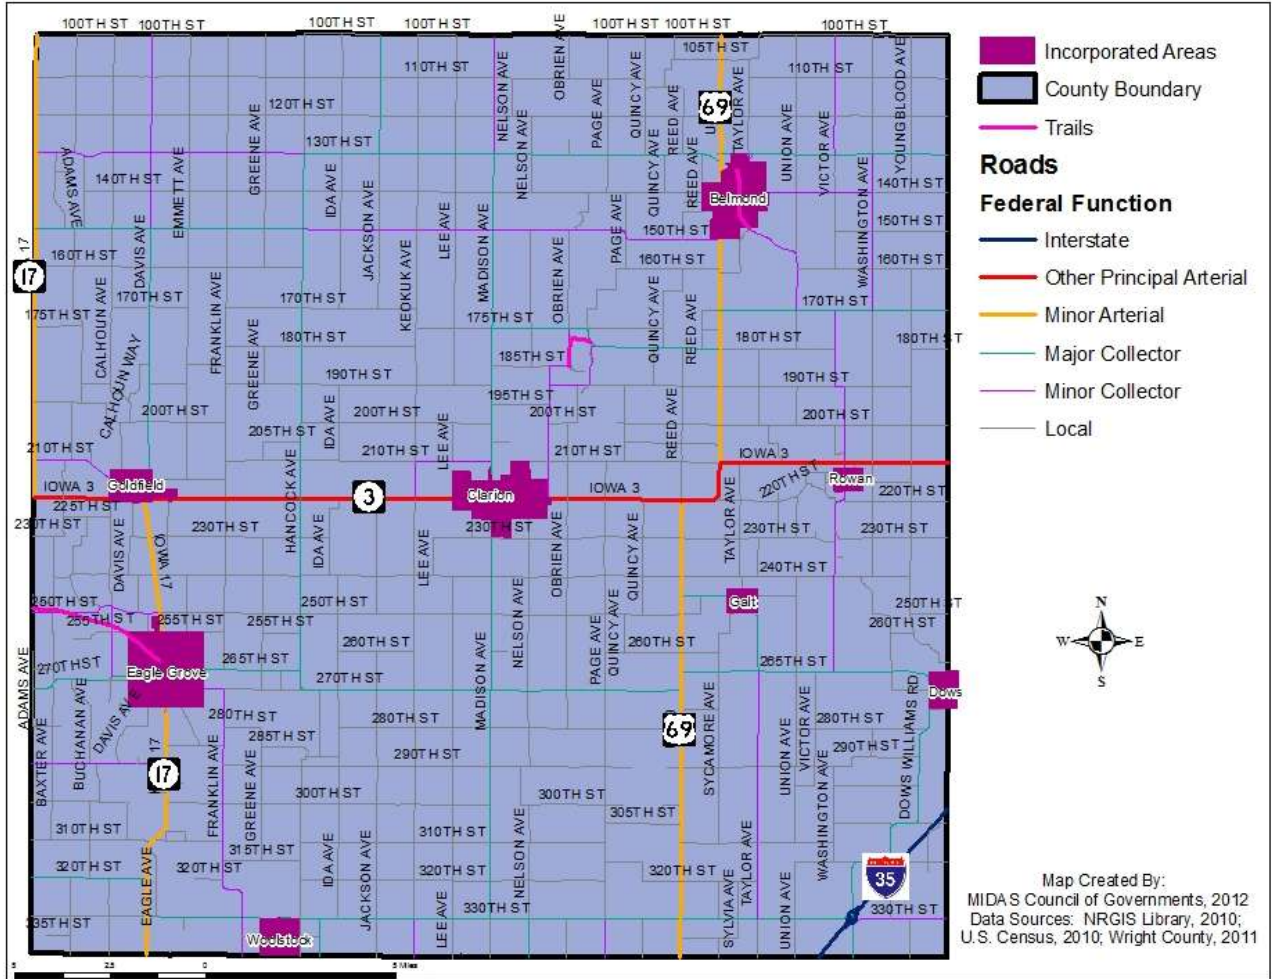 100TH ST 100TH ST 100TH ST 100TH ST 100TH ST 100TH ST 100TH ST
105TH ST
110TH ST 110TH ST
NELSON AVE OBRIEN AVE PAGE AVE QUINCY AVE REED AVE TAYLOR AVE YOUNGBLOOD AVE
69
120TH ST
130TH ST
ADAMS AVE 140TH ST EMMETT AVE GREENE AVE IDA AVE NELSON AVE QUINCY AVE REED AVE UNION AVE VICTOR AVE
140TH ST
Belmond
DAVIS AVE JACKSON AVE LEE AVE MADISON AVE PAGE AVE WASHINGTON AVE
150TH ST 150TH ST
17
160TH ST KEOKUK AVE OBRIEN AVE 160TH ST 160TH ST
17
170TH ST 170TH ST 170TH ST
175TH ST 175TH ST
CALHOUN AVE FRANKLIN AVE GREENE AVE QUINCY AVE REED AVE
180TH ST 180TH ST 180TH ST
185TH ST
CALHOUN WAY 190TH ST 190TH ST
195TH ST
200TH ST 200TH ST 200TH ST 200TH ST
205TH ST IDA AVE LEE AVE REED AVE
210TH ST 210TH ST 210TH ST
IOWA 3
Goldfield Clarion Rowan
IOWA 3 3 IOWA 3 220TH ST 220TH ST
225TH ST HANCOCK AVE TAYLOR AVE
230TH ST 230TH ST 230TH ST 230TH ST 230TH ST
DAVIS AVE IOWA 17 IDA AVE LEE AVE OBRIEN AVE QUINCY AVE
240TH ST
250TH ST 250TH ST Galt 250TH ST
255TH ST 255TH ST 255TH ST 260TH ST
NELSON AVE PAGE AVE QUINCY AVE
260TH ST 260TH ST
265TH ST 265TH ST
270TH ST Eagle Grove 270TH ST
ADAMS AVE MADISON AVE Dows
BUCHANAN AVE DAVIS AVE SYCAMORE AVE VICTOR AVE DOWS WILLIAMS RD
280TH ST 280TH ST 280TH ST
69
285TH ST
17
290TH ST 290TH ST
BAXTER AVE 17 FRANKLIN AVE GREENE AVE UNION AVE WASHINGTON AVE
300TH ST 300TH ST
305TH ST
310TH ST 310TH ST
315TH ST IDA AVE JACKSON AVE NELSON AVE TAYLOR AVE
320TH ST 320TH ST 320TH ST 320TH ST
35
EAGLE AVE LEE AVE SYLVIA AVE UNION AVE
330TH ST 330TH ST
335TH ST
Woolstock
5 2.5 0 5 Miles
Incorporated Areas
County Boundary
Trails
Roads
Federal Function
Interstate
Other Principal Arterial
Minor Arterial
Major Collector
Minor Collector
Local
N
W E
S
Map Created By:
MIDAS Council of Governments, 2012
Data Sources: NRGIS Library, 2010;
U.S. Census, 2010; Wright County, 2011